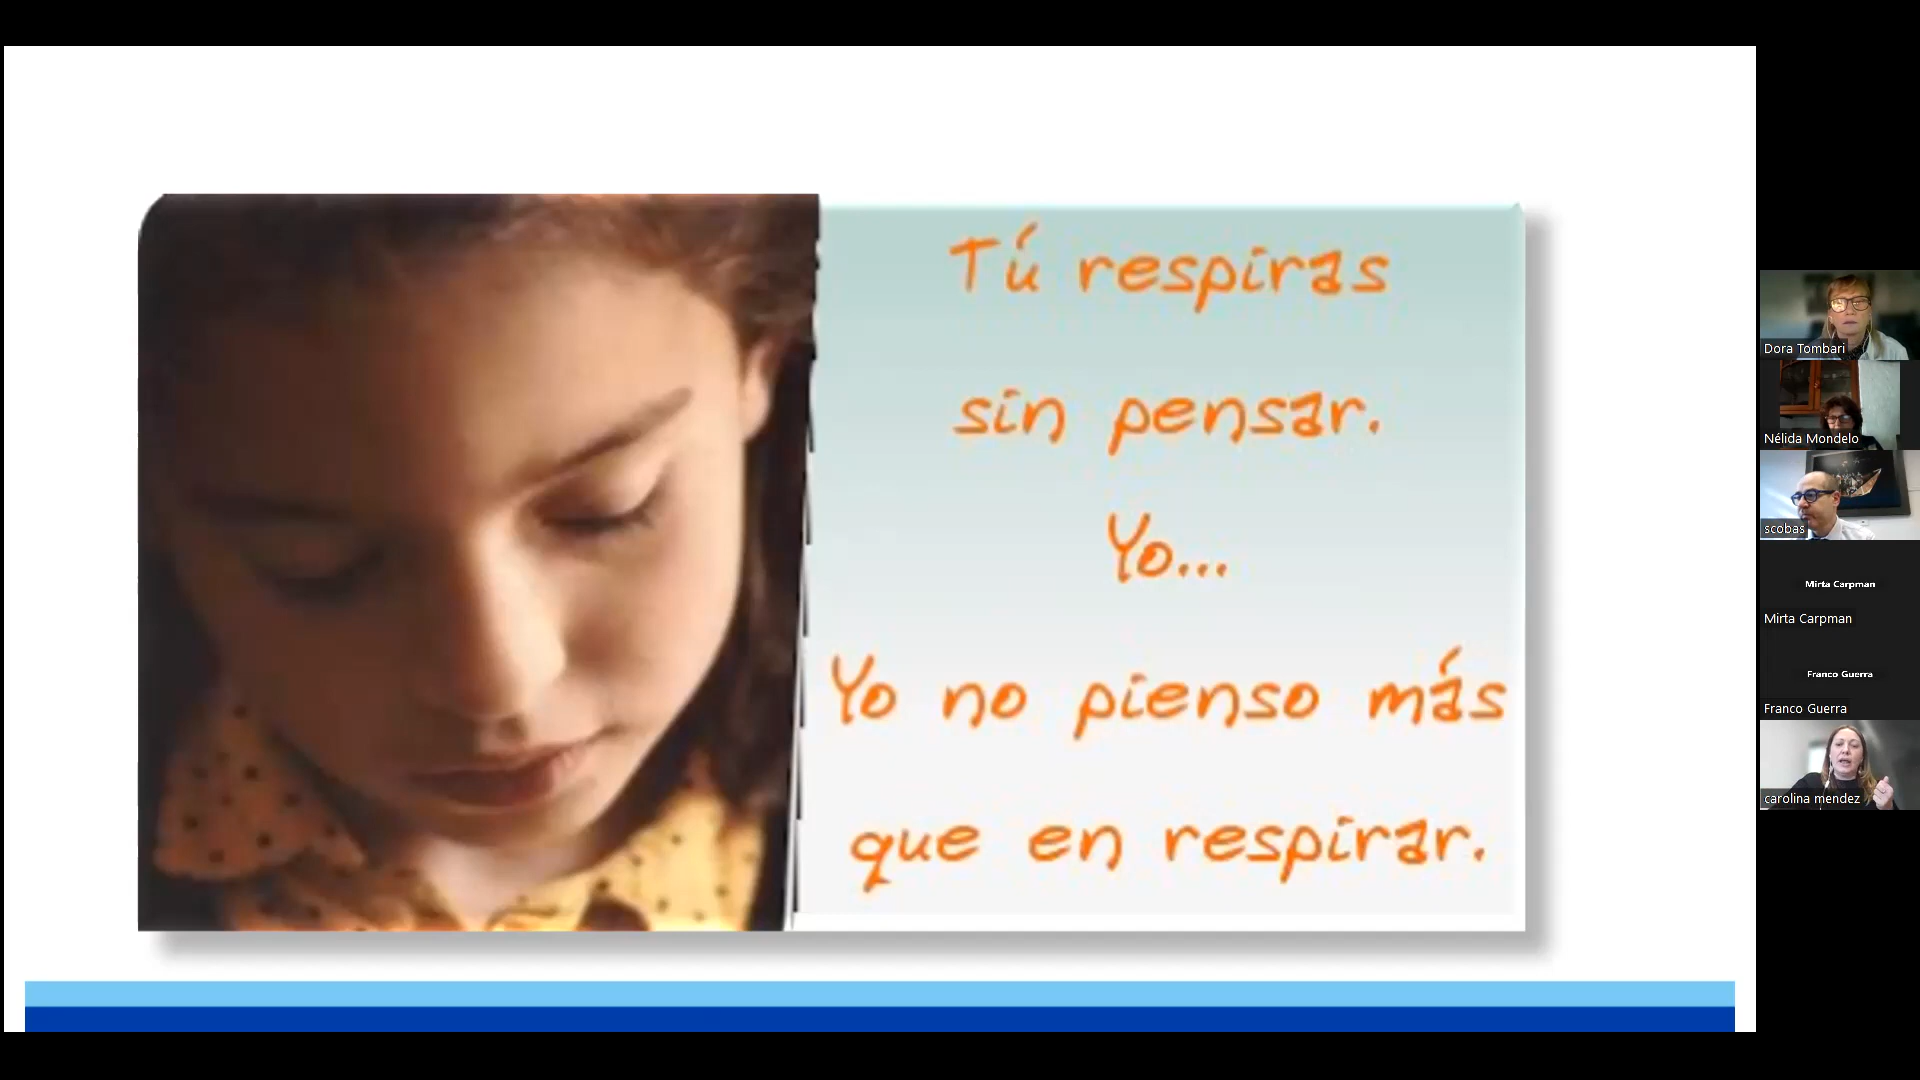 Tú respiras
sin pensar.
Yo...
Yo no pienso más
que en respirar.
Dora Tombari
Nélida Mondelo
scobas
Mirta Carpman
Mirta Carpman
Franco Guerra
Franco Guerra
carolina mendez